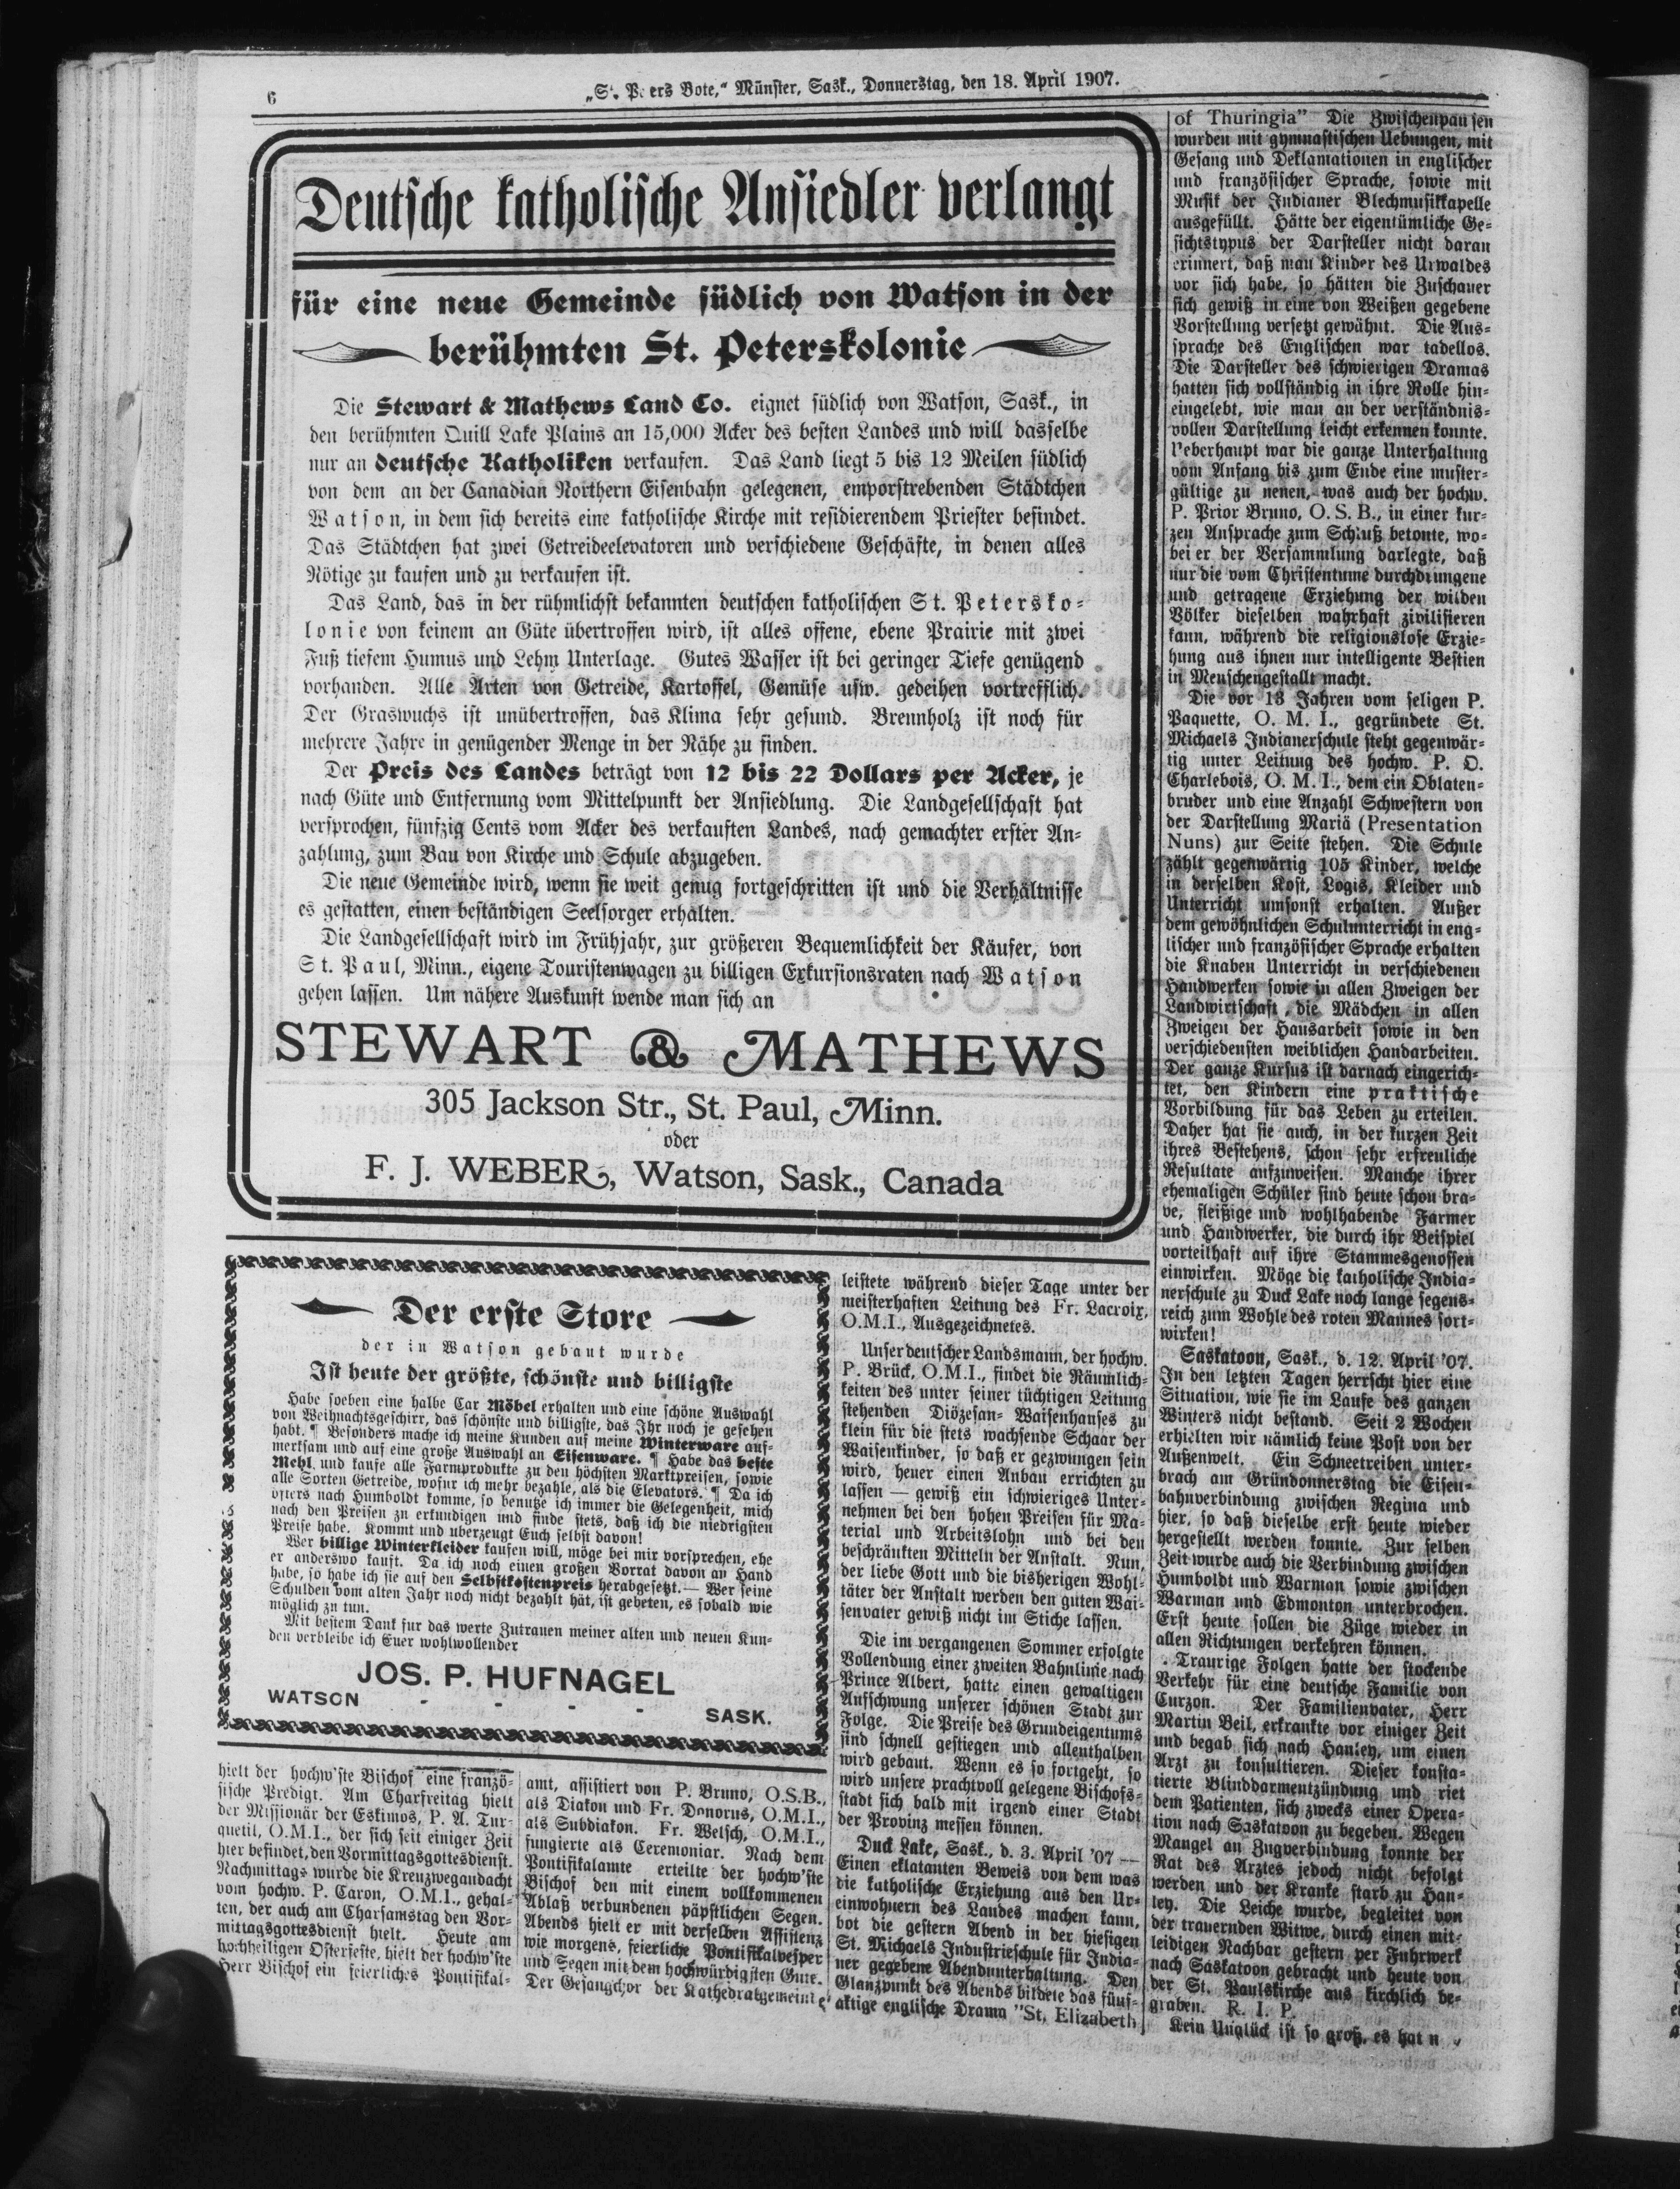 6
„St. Peters Bote,“ Münster, Sask., Donnerstag, den 18. April 1907.
Deutsche katholische Ansiedler verlangt
für eine neue Gemeinde südlich von Watson in der
berühmten St. Peterskolonie
Die Stewart & Mathews Land Co. eignet südlich von Watson, Sask., in
den berühmten Quill Lake Plains an 15,000 Acker des besten Landes und will dasselbe
nur an deutsche Katholiken verkaufen. Das Land liegt 5 bis 12 Meilen südlich
von dem an der Canadian Northern Eisenbahn gelegenen, emporstrebenden Städtchen
Watson, in dem sich bereits eine katholische Kirche mit residierendem Priester befindet.
Das Städtchen hat zwei Getreideelevatoren und verschiedene Geschäfte, in denen alles
Nötige zu kaufen und zu verkaufen ist.
Das Land, das in der rühmlichst bekannten deutschen katholischen St. Petersko-
lonie von keinem an Güte übertroffen wird, ist alles offene, ebene Prairie mit zwei
Fuß tiefem Humus und Lehm Unterlage. Gutes Wasser ist bei geringer Tiefe genügend
vorhanden. Alle Arten von Getreide, Kartoffel, Gemüse usw. gedeihen vortrefflich.
Der Graswuchs ist unübertroffen, das Klima sehr gesund. Brennholz ist noch für
mehrere Jahre in genügender Menge in der Nähe zu finden.
Der Preis des Landes beträgt von 12 bis 22 Dollars per Acker, je
nach Güte und Entfernung vom Mittelpunkt der Ansiedlung. Die Landgesellschaft hat
versprochen, fünfzig Cents vom Acker des verkauften Landes, nach gemachter erster An-
zahlung, zum Bau von Kirche und Schule abzugeben.
Die neue Gemeinde wird, wenn sie weit genug fortgeschritten ist und die Verhältnisse
es gestatten, einen beständigen Seelsorger erhalten.
Die Landgesellschaft wird im Frühjahr, zur größeren Bequemlichkeit der Käufer, von
St. Paul, Minn., eigene Touristenwagen zu billigen Exkursionsraten nach Watson
gehen lassen. Um nähere Auskunft wende man sich an
STEWART & MATHEWS
305 Jackson Str., St. Paul, Minn.
oder
F. J. WEBER, Watson, Sask., Canada
Der erste Store
der in Watson gebaut wurde
Ist heute der größte, schönste und billigste
Habe soeben eine halbe Car Möbel erhalten und eine schöne Auswahl
von Weihnachtsgeschirr, das schönste und billigste, das Ihr noch je gesehen
habt. ¶ Besonders mache ich meine Kunden auf meine Winterware auf-
merksam und auf eine große Auswahl an Eisenware. ¶ Habe das beste
Mehl, und kaufe alle Farmprodukte zu den höchsten Marktpreisen, sowie
alle Sorten Getreide, wofur ich mehr bezahle, als die Elevators. ¶ Da ich
öfters nach Humboldt komme, so benutze ich immer die Gelegenheit, mich
nach den Preisen zu erkundigen und finde stets, daß ich die niedrigsten
Preise habe. Kommt und uberzeugt Euch selbst davon!
Wer billige Winterkleider kaufen will, möge bei mir vorsprechen, ehe
er anderswo kauft. Da ich noch einen großen Vorrat davon an Hand
habe, so habe ich sie auf den Selbstkostenpreis herabgesetzt.— Wer seine
Schulden vom alten Jahr noch nicht bezahlt hat, ist gebeten, es sobald wie
möglich zu tun.
Mit bestem Dank fur das werte Zutrauen meiner alten und neuen Kun-
den verbleibe ich Euer wohlwollender
JOS. P. HUFNAGEL
WATSON - - - - SASK.
hielt der hochw'ste Bischof eine franzö-
sische Predigt. Am Charfreitag hielt
der Missionär der Eskimos, P. A. Tur-
quetil, O.M.I., der sich seit einiger Zeit
hier befindet, den Vormittagsgottesdienst.
Nachmittags wurde die Kreuzwegandacht
vom hochw. P. Caron, O.M.I., gehal-
ten, der auch am Charsamstag den Vor-
mittagsgottesdienst hielt. Heute am
hochheiligen Osterfeste, hielt der hochw'ste
Herr Bischof ein feierliches Pontifikal-
amt, assistiert von P. Bruno, O.S.B.,
als Diakon und Fr. Donorus, O.M.I.,
als Subdiakon. Fr. Welsch, O.M.I.,
fungierte als Ceremoniar. Nach dem
Pontifikalamte erteilte der hochw'ste
Bischof den mit einem vollkommenen
Ablaß verbundenen päpstlichen Segen.
Abends hielt er mit derselben Assistenz
wie morgens, feierliche Pontifikalvesper
und Segen mit dem hochwürdigsten Gute.
Der Gesangchor der Kathedralgemeinde
leistete während dieser Tage unter der
meisterhaften Leitung des Fr. Lacroix,
O.M.I., Ausgezeichnetes.
Unser deutscher Landsmann, der hochw.
P. Brück, O.M.I., findet die Räumlich-
keiten des unter seiner tüchtigen Leitung
stehenden Diözesan- Waisenhauses zu
klein für die stets wachsende Schaar der
Waisenkinder, so daß er gezwungen sein
wird, heuer einen Anbau errichten zu
lassen — gewiß ein schwieriges Unter-
nehmen bei den hohen Preisen für Ma-
terial und Arbeitslohn und bei den
beschränkten Mitteln der Anstalt. Nun,
der liebe Gott und die bisherigen Wohl-
täter der Anstalt werden den guten Wai-
senvater gewiß nicht im Stiche lassen.
Die im vergangenen Sommer erfolgte
Vollendung einer zweiten Bahnlinie nach
Prince Albert, hatte einen gewaltigen
Aufschwung unserer schönen Stadt zur
Folge. Die Preise des Grundeigentums
sind schnell gestiegen und allenthalben
wird gebaut. Wenn es so fortgeht, so
wird unsere prachtvoll gelegene Bischofs-
stadt sich bald mit irgend einer Stadt
der Provinz messen können.
Duck Lake, Sask., d. 3. April '07 —
Einen eklatanten Beweis von dem was
die katholische Erziehung aus den Ur-
einwohnern des Landes machen kann,
bot die gestern Abend in der hiesigen
St. Michaels Industrieschule für India-
ner gegebene Abendunterhaltung. Den
Glanzpunkt des Abends bildete das fünf-
aktige englische Drama "St. Elizabeth
of Thuringia” Die Zwischenpausen
wurden mit gymnastischen Uebungen, mit
Gesang und Deklamationen in englischer
und französischer Sprache, sowie mit
Musik der Indianer Blechmusikkapelle
ausgefüllt. Hätte der eigentümliche Ge-
sichtstypus der Darsteller nicht daran
erinnert, daß man Kinder des Urwaldes
vor sich habe, so hätten die Zuschauer
sich gewiß in eine von Weißen gegebene
Vorstellung versetzt gewähnt. Die Aus-
sprache des Englischen war tadellos.
Die Darsteller des schwierigen Dramas
hatten sich vollständig in ihre Rolle hin-
eingelebt, wie man an der verständnis-
vollen Darstellung leicht erkennen konnte.
Ueberhaupt war die ganze Unterhaltung
vom Anfang bis zum Ende eine muster-
gültige zu nenen, was auch der hochw.
P. Prior Bruno, O. S. B., in einer kur-
zen Ansprache zum Schluß betonte, wo-
bei er der Versammlung darlegte, daß
nur die vom Christentume durchdrungene
und getragene Erziehung der wilden
Völker dieselben wahrhaft zivilisieren
kann, während die religionslose Erzie-
hung aus ihnen nur intelligente Bestien
in Menschengestallt macht.
Die vor 13 Jahren vom seligen P.
Paquette, O. M. I., gegründete St.
Michaels Indianerschule steht gegenwär-
tig unter Leitung des hochw. P. O.
Charlebois, O. M. I., dem ein Oblaten-
bruder und eine Anzahl Schwestern von
der Darstellung Mariä (Presentation
Nuns) zur Seite stehen. Die Schule
zählt gegenwärtig 105 Kinder, welche
in derselben Kost, Logis, Kleider und
Unterricht umsonst erhalten. Außer
dem gewöhnlichen Schulunterricht in eng-
lischer und französischer Sprache erhalten
die Knaben Unterricht in verschiedenen
Handwerken sowie in allen Zweigen der
Landwirtschaft, die Mädchen in allen
Zweigen der Hausarbeit sowie in den
verschiedensten weiblichen Handarbeiten.
Der ganze Kursus ist darnach eingerich-
tet, den Kindern eine praktische
Vorbildung für das Leben zu erteilen.
Daher hat sie auch, in der kurzen Zeit
ihres Bestehens, schon sehr erfreuliche
Resultate aufzuweisen. Manche ihrer
ehemaligen Schüler sind heute schon bra-
ve, fleißige und wohlhabende Farmer
und Handwerker, die durch ihr Beispiel
vorteilhaft auf ihre Stammesgenossen
einwirken. Möge die katholische India-
nerschule zu Duck Lake noch lange segens-
reich zum Wohle des roten Mannes fort-
wirken!
Saskatoon, Sask., d. 12. April '07.
In den letzten Tagen herrscht hier eine
Situation, wie sie im Laufe des ganzen
Winters nicht bestand. Seit 2 Wochen
erhielten wir nämlich keine Post von der
Außenwelt. Ein Schneetreiben unter-
brach am Gründonnerstag die Eisen-
bahnverbindung zwischen Regina und
hier, so daß dieselbe erst heute wieder
hergestellt werden konnte. Zur selben
Zeit wurde auch die Verbindung zwischen
Humboldt und Warman sowie zwischen
Warman und Edmonton unterbrochen.
Erst heute sollen die Züge wieder in
allen Richtungen verkehren können.
Traurige Folgen hatte der stockende
Verkehr für eine deutsche Familie von
Curzon. Der Familienvater, Herr
Martin Beil, erkrankte vor einiger Zeit
und begab sich nach Hanley, um einen
Arzt zu konsultieren. Dieser konsta-
tierte Blinddarmentzündung und riet
dem Patienten, sich zwecks einer Opera-
tion nach Saskatoon zu begeben. Wegen
Mangel an Zugverbindung konnte der
Rat des Arztes jedoch nicht befolgt
werden und der Kranke starb zu Han-
ley. Die Leiche wurde, begleitet von
der trauernden Witwe, durch einen mit-
leidigen Nachbar gestern per Fuhrwerk
nach Saskatoon gebracht und heute von
der St. Paulskirche aus kirchlich be-
graben. R. I. P.
Kein Unglück ist so groß, es hat